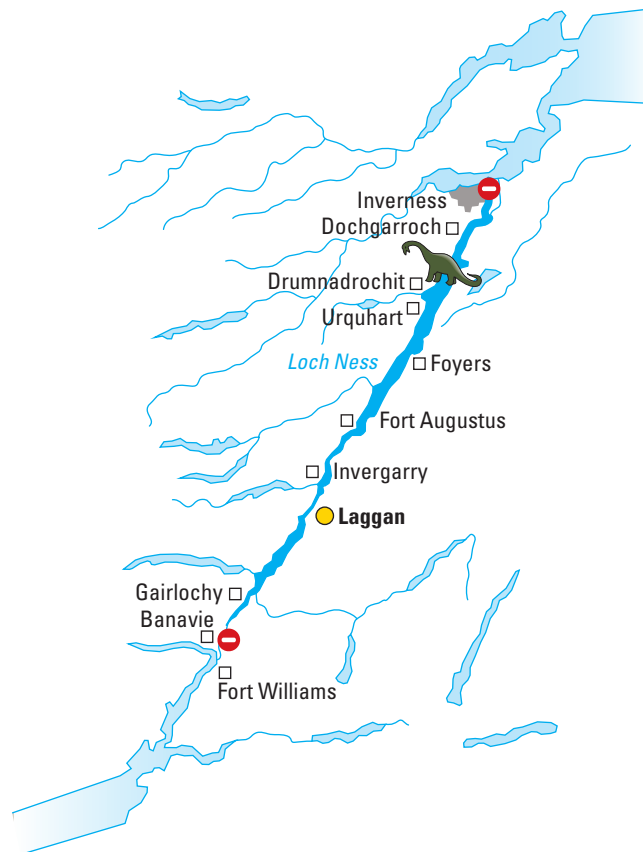 Inverness
Dochgarroch
Drumnadrochit
Urquhart
Loch Ness
Foyers
Fort Augustus
Invergarry
Laggan
Gairlochy
Banavie
Fort Williams